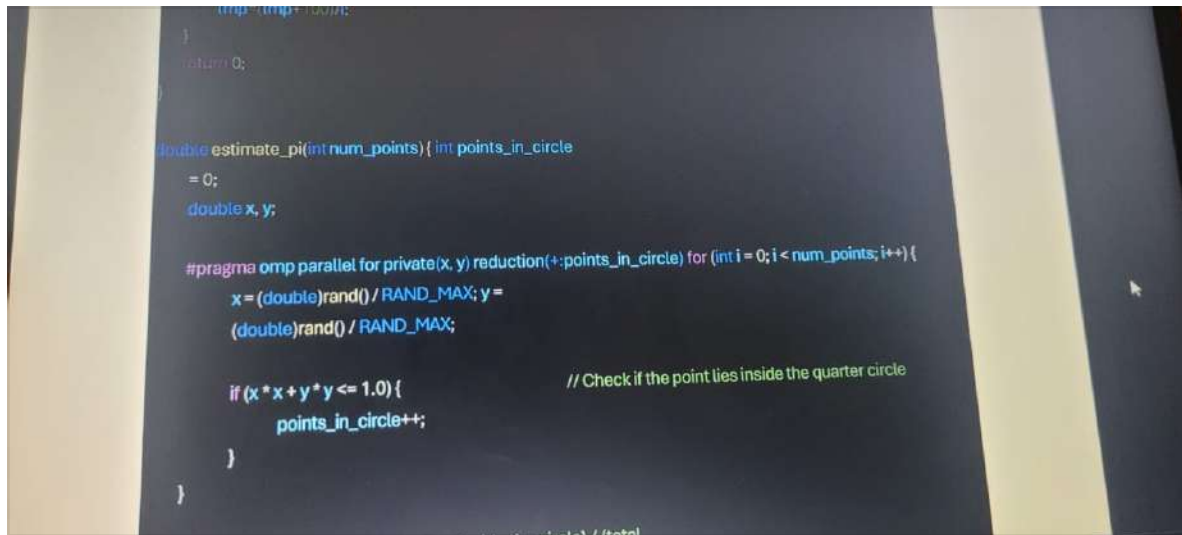 }
return 0;
}
double estimate_pi(int num_points) { int points_in_circle
= 0;
double x, y;
#pragma omp parallel for private(x, y) reduction(+:points_in_circle) for (int i = 0; i < num_points; i++) {
x = (double)rand() / RAND_MAX; y =
(double)rand() / RAND_MAX;
if (x * x + y * y <= 1.0) { // Check if the point lies inside the quarter circle
points_in_circle++;
}
}